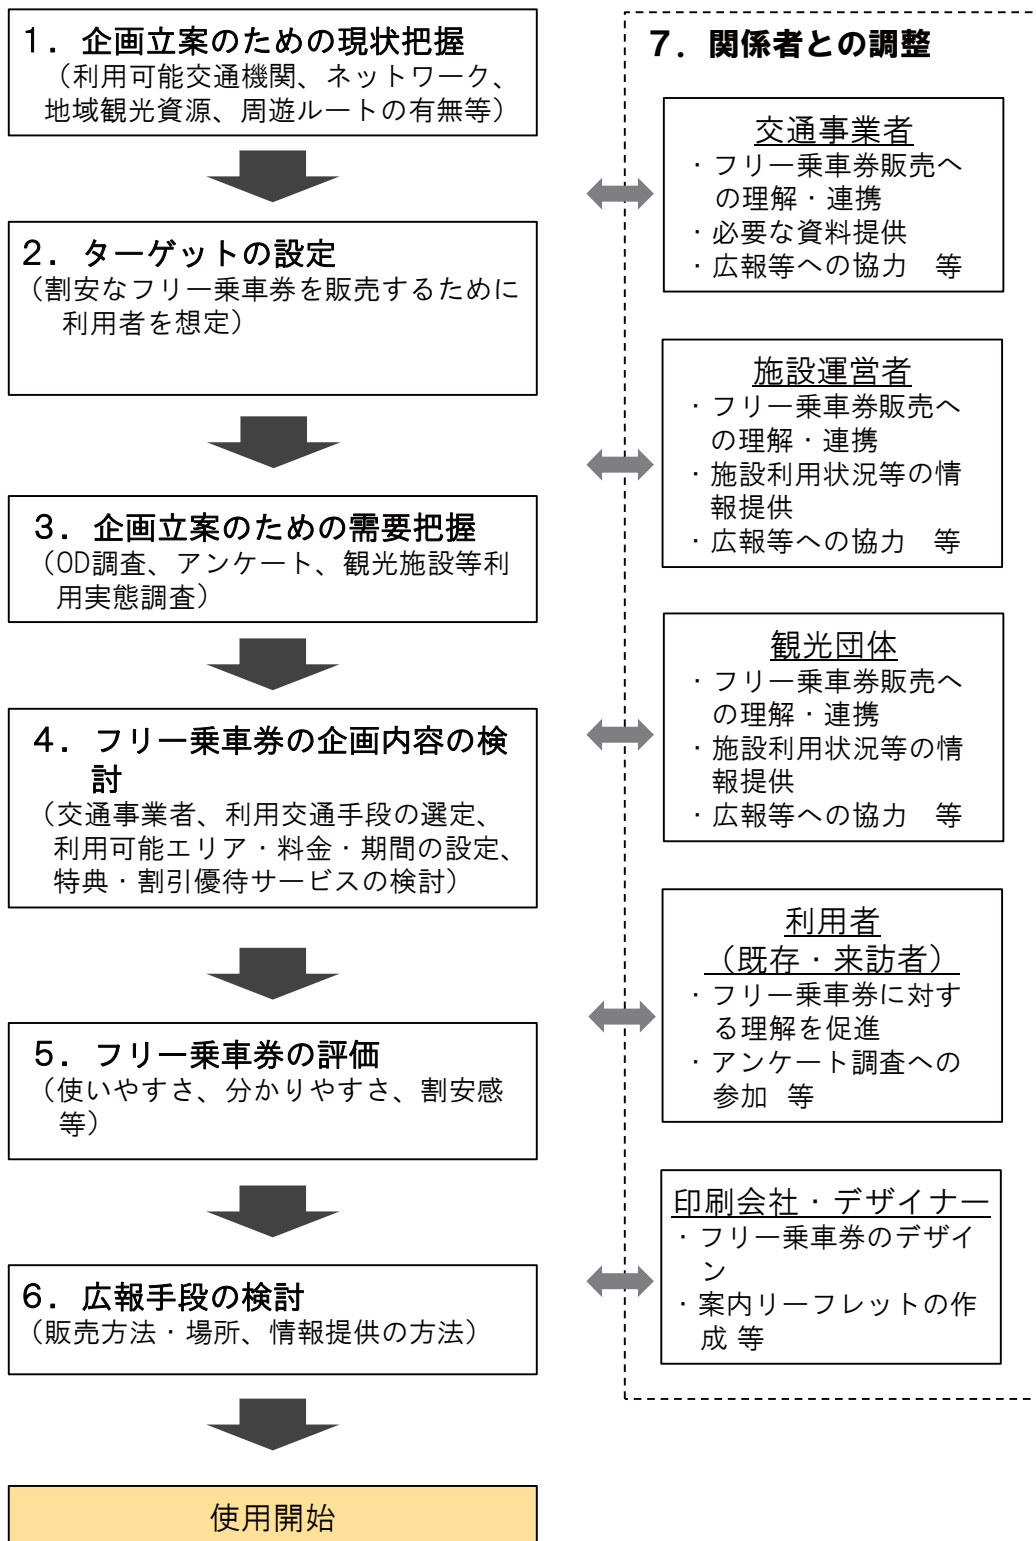 １．企画立案のための現状把握
（利用可能交通機関、ネットワーク、
地域観光資源、周遊ルートの有無等）
２．ターゲットの設定
（割安なフリー乗車券を販売するために
利用者を想定）
３．企画立案のための需要把握
（OD調査、アンケート、観光施設等利
用実態調査）
４．フリー乗車券の企画内容の検
討
（交通事業者、利用交通手段の選定、
利用可能エリア・料金・期間の設定、
特典・割引優待サービスの検討）
５．フリー乗車券の評価
（使いやすさ、分かりやすさ、割安感
等）
６．広報手段の検討
（販売方法・場所、情報提供の方法）
使用開始
７．関係者との調整
交通事業者
・フリー乗車券販売へ
の理解・連携
・必要な資料提供
・広報等への協力　等
施設運営者
・フリー乗車券販売へ
の理解・連携
・施設利用状況等の情
報提供
・広報等への協力　等
観光団体
・フリー乗車券販売へ
の理解・連携
・施設利用状況等の情
報提供
・広報等への協力　等
利用者
（既存・来訪者）
・フリー乗車券に対す
る理解を促進
・アンケート調査への
参加　等
印刷会社・デザイナー
・フリー乗車券のデザイ
ン
・案内リーフレットの作
成 等